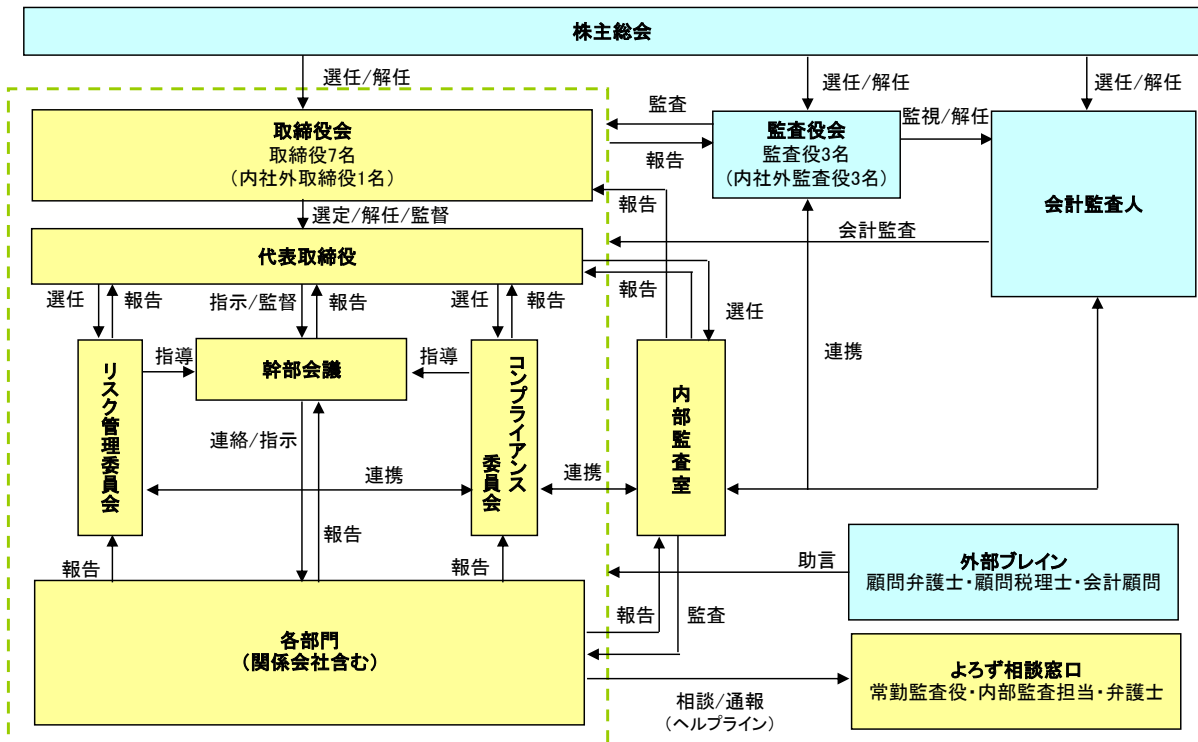 株主総会
選任/解任
選任/解任
選任/解任
取締役会
取締役7名
(内社外取締役1名)
監査
報告
監査役会
監査役3名
(内社外監査役3名)
監視/解任
会計監査人
報告
選定/解任/監督
会計監査
代表取締役
報告
選任
報告
指示/監督
報告
選任
報告
選任
リスク管理委員会
指導
幹部会議
指導
コンプライアンス
委員会
内部監査室
連携
連絡/指示
連携
連携
報告
報告
報告
助言
外部ブレイン
顧問弁護士・顧問税理士・会計顧問
各部門
(関係会社含む)
報告
監査
よろず相談窓口
常勤監査役・内部監査担当・弁護士
相談/通報
(ヘルプライン)